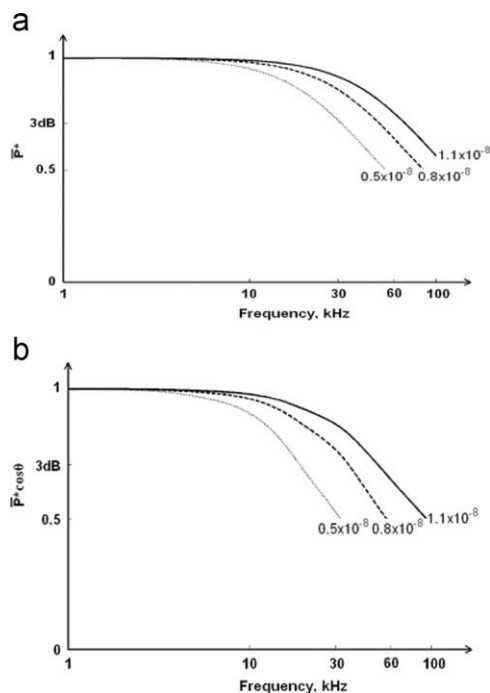 a
1
3dB
P̅*
0.5
0.5x10⁻⁸
0.8x10⁻⁸
1.1x10⁻⁸
0
1
10
30
60
100
Frequency, kHz
b
1
3dB
P̅*cosθ
0.5
0.5x10⁻⁸
0.8x10⁻⁸
1.1x10⁻⁸
0
1
10
30
60
100
Frequency, kHz